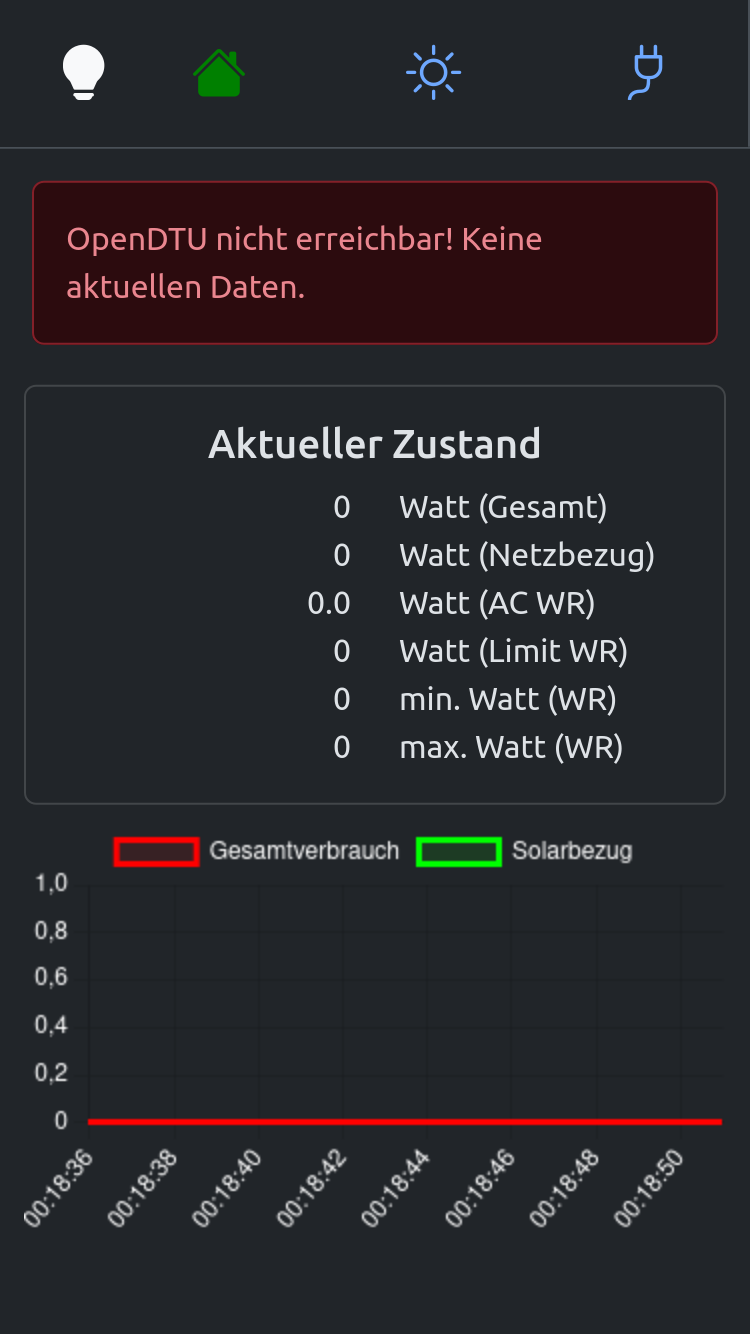 OpenDTU nicht erreichbar! Keine
aktuellen Daten.
Aktueller Zustand
0 Watt (Gesamt)
0 Watt (Netzbezug)
0.0 Watt (AC WR)
0 Watt (Limit WR)
0 min. Watt (WR)
0 max. Watt (WR)
Gesamtverbrauch Solarbezug
1,0
0,8
0,6
0,4
0,2
0
00:18:36 00:18:38 00:18:40 00:18:42 00:18:44 00:18:46 00:18:48 00:18:50